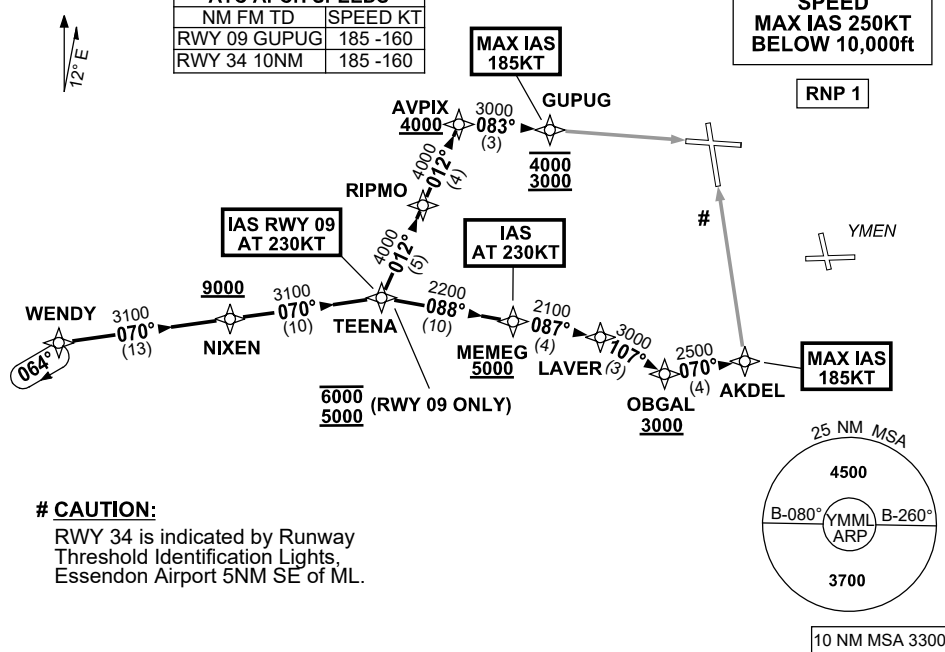 NM FM TD SPEED KT
RWY 09 GUPUG 185 -160
RWY 34 10NM 185 -160
SPEED
MAX IAS 250KT
BELOW 10,000ft
RNP 1
12° E
MAX IAS
185KT
AVPIX
4000
3000
083°
(3)
GUPUG
4000
3000
4000
012°
(4)
RIPMO
4000
012°
(5)
IAS RWY 09
AT 230KT
IAS
AT 230KT
#
YMEN
WENDY
064°
3100
070°
(13)
9000
NIXEN
3100
070°
(10)
TEENA
2200
088°
(10)
MEMEG
5000
2100
087°
(4)
LAVER
3000
107°
(3)
OBGAL
3000
2500
070°
(4)
AKDEL
MAX IAS
185KT
6000
5000
(RWY 09 ONLY)
25 NM MSA
4500
B-080°
YMML
ARP
B-260°
3700
10 NM MSA 3300
# CAUTION:
RWY 34 is indicated by Runway
Threshold Identification Lights,
Essendon Airport 5NM SE of ML.